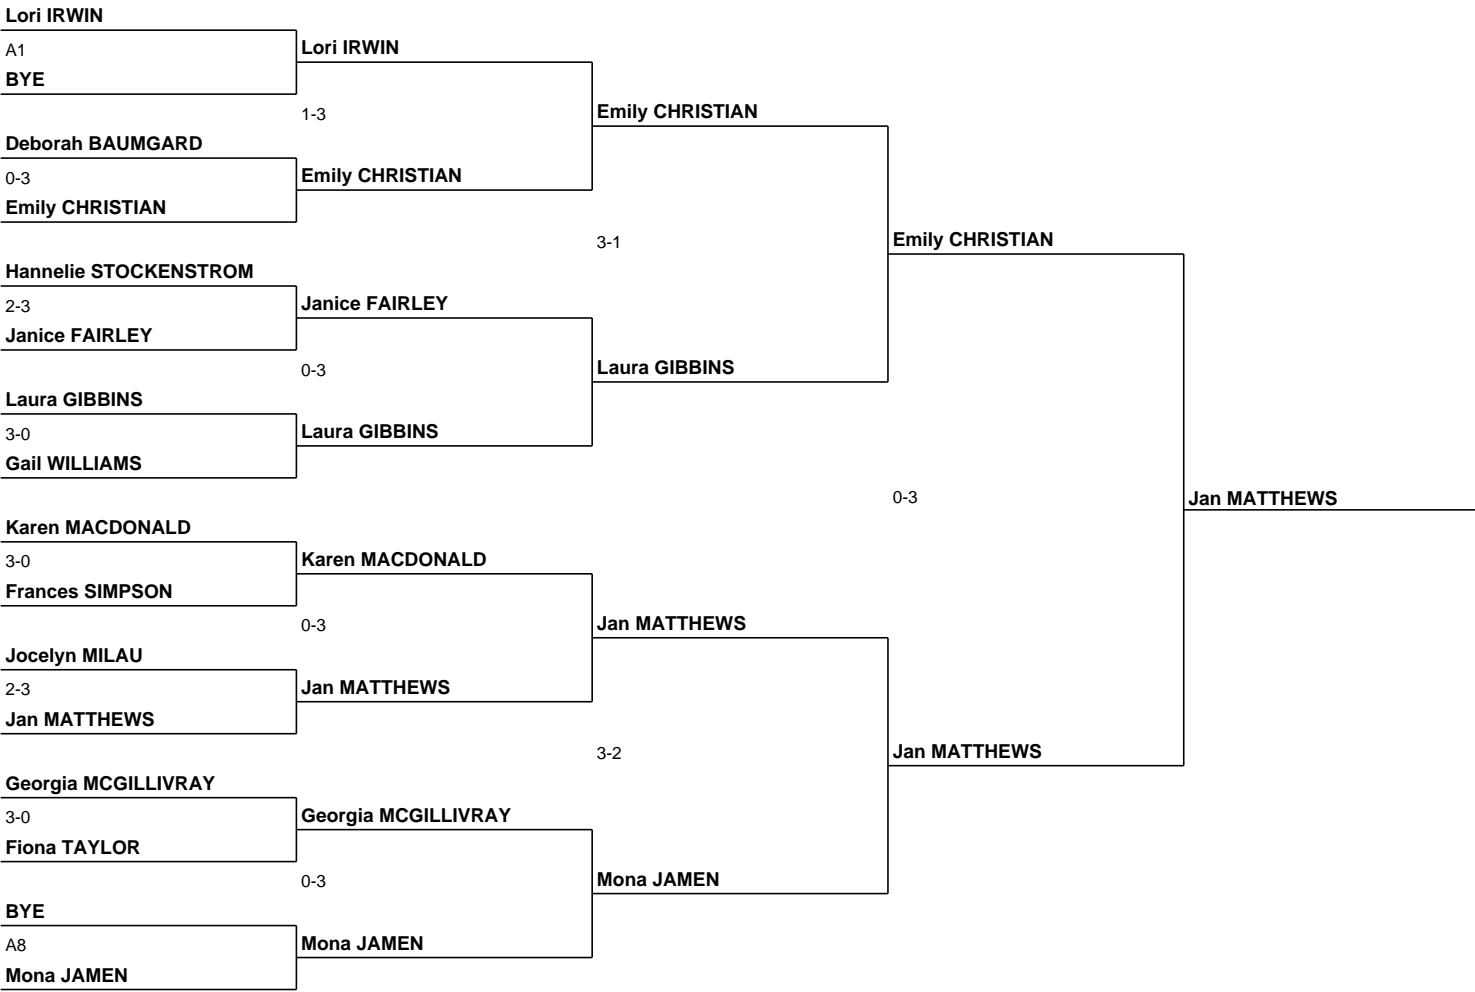 Lori IRWIN
A1
BYE
Deborah BAUMGARD
0-3
Emily CHRISTIAN
Hannelie STOCKENSTROM
2-3
Janice FAIRLEY
Laura GIBBINS
3-0
Gail WILLIAMS
Karen MACDONALD
3-0
Frances SIMPSON
Jocelyn MILAU
2-3
Jan MATTHEWS
Georgia MCGILLIVRAY
3-0
Fiona TAYLOR
BYE
A8
Mona JAMEN
Lori IRWIN
1-3
Emily CHRISTIAN
Janice FAIRLEY
0-3
Laura GIBBINS
Karen MACDONALD
0-3
Jan MATTHEWS
Georgia MCGILLIVRAY
0-3
Mona JAMEN
Emily CHRISTIAN
3-1
Laura GIBBINS
Jan MATTHEWS
3-2
Mona JAMEN
Emily CHRISTIAN
0-3
Jan MATTHEWS
Jan MATTHEWS